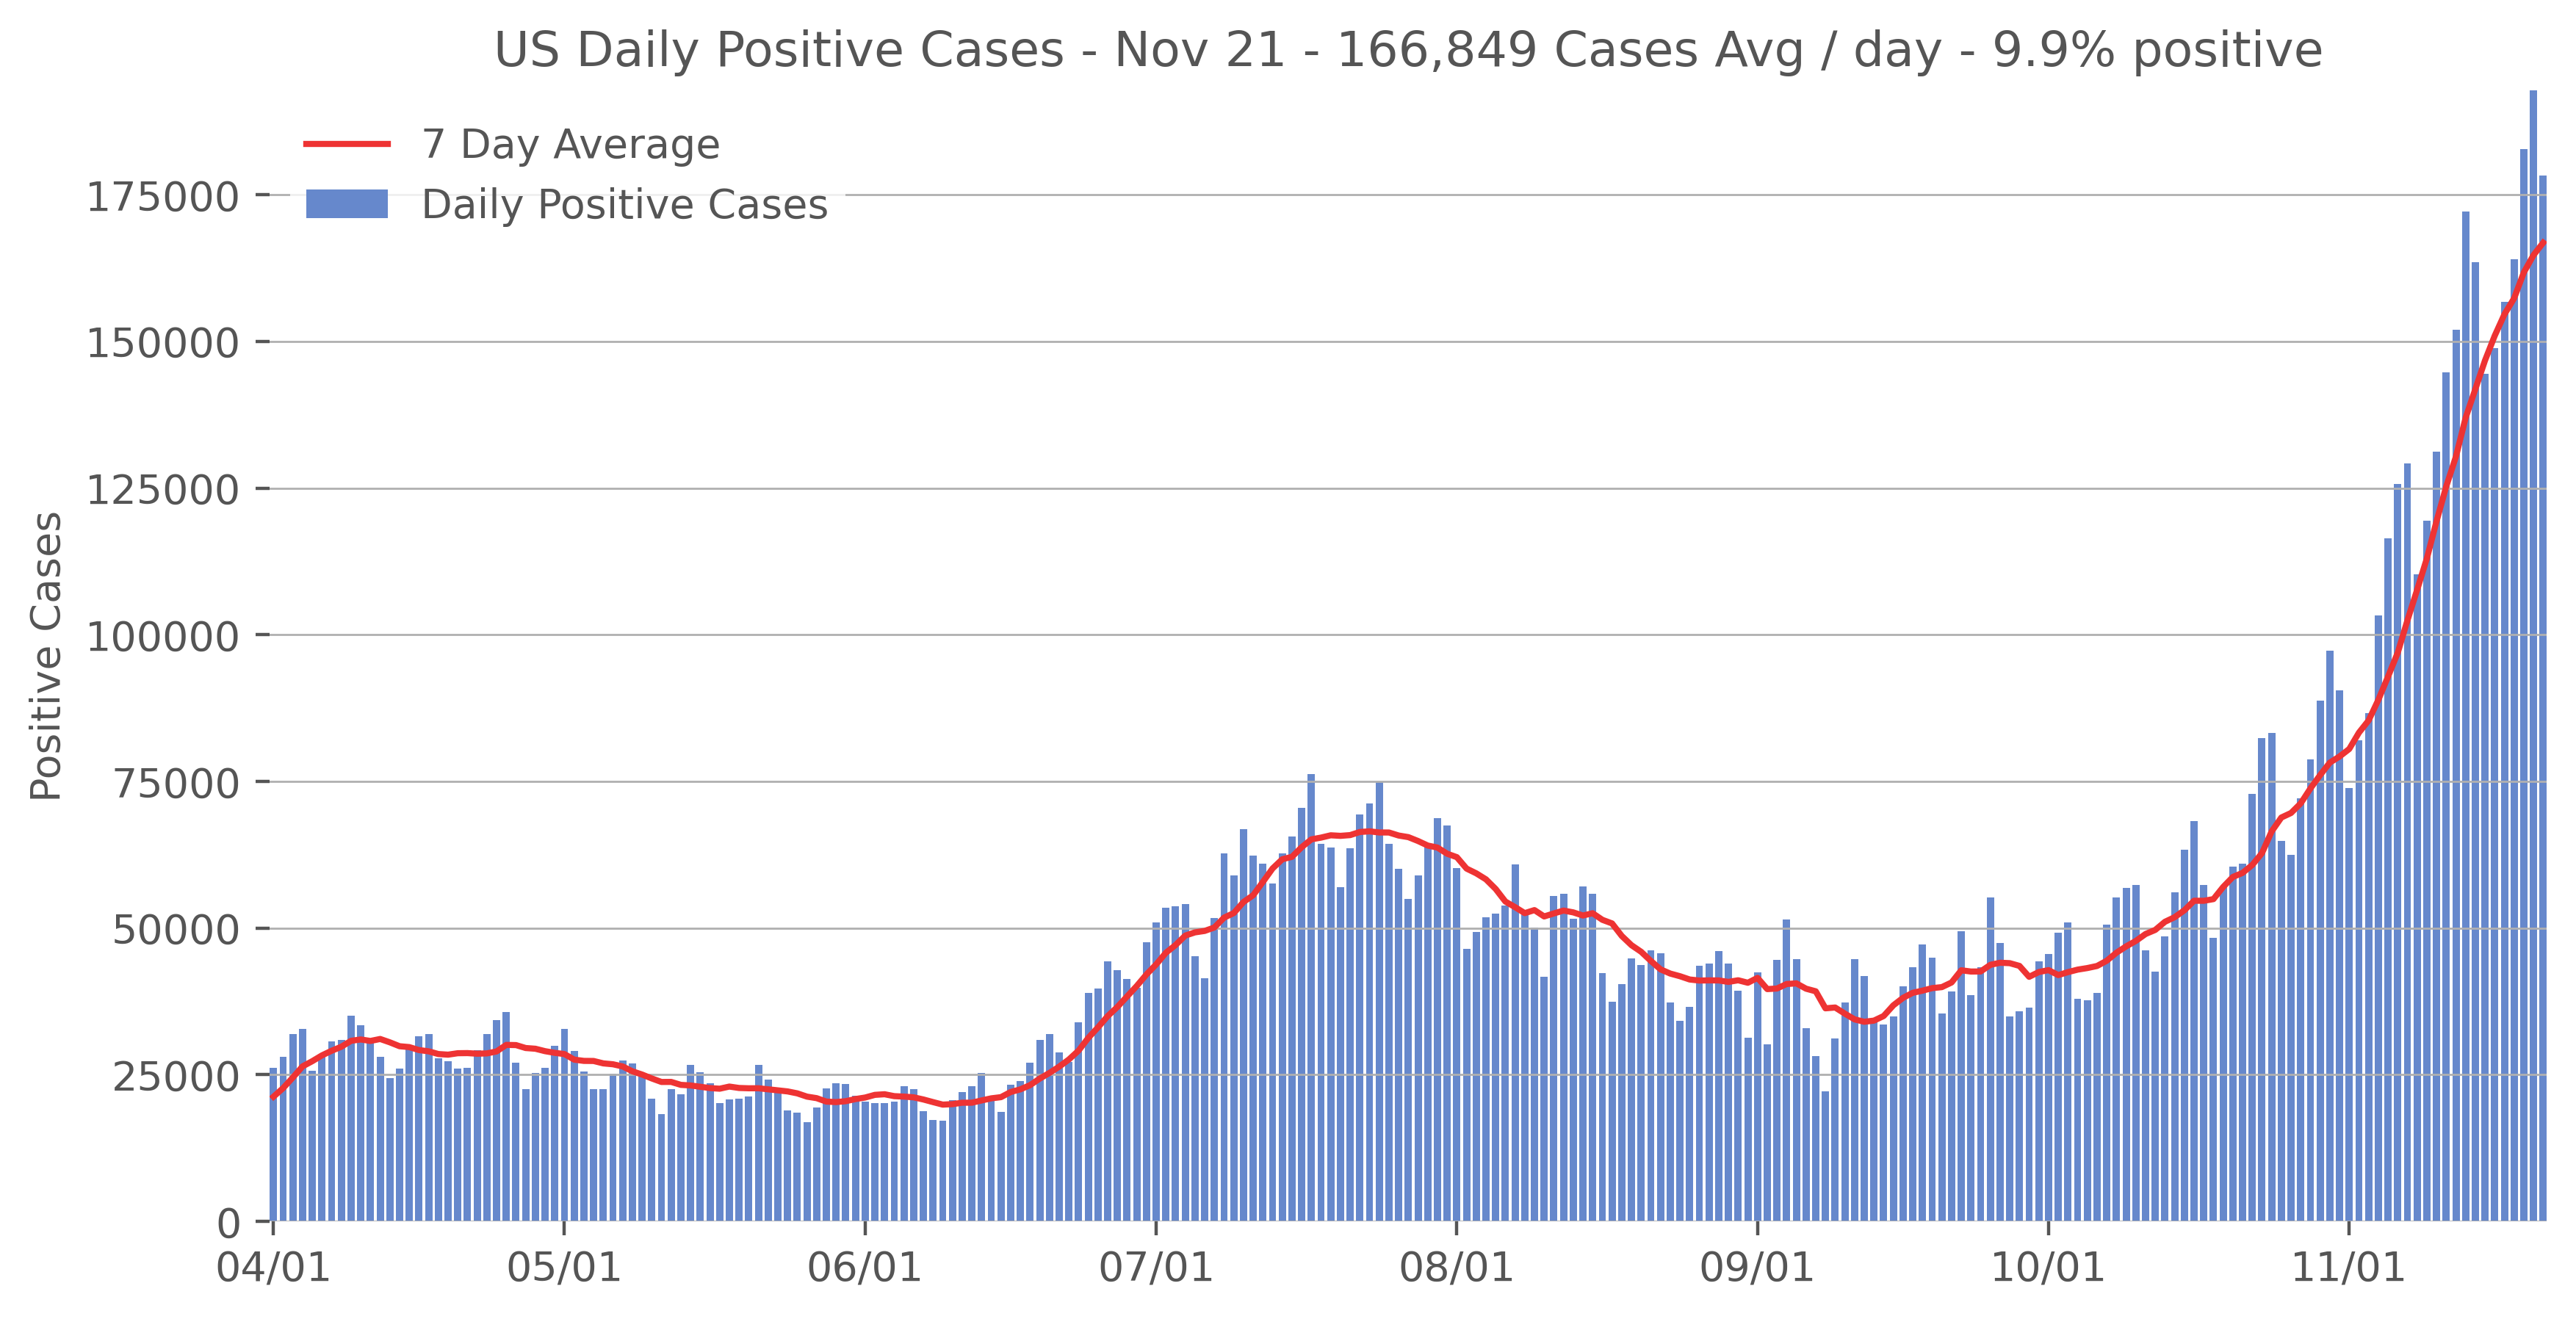 US Daily Positive Cases - Nov 21 - 166,849 Cases Avg / day - 9.9% positive
7 Day Average
Daily Positive Cases
Positive Cases
175000
150000
125000
100000
75000
50000
25000
0
04/01 05/01 06/01 07/01 08/01 09/01 10/01 11/01